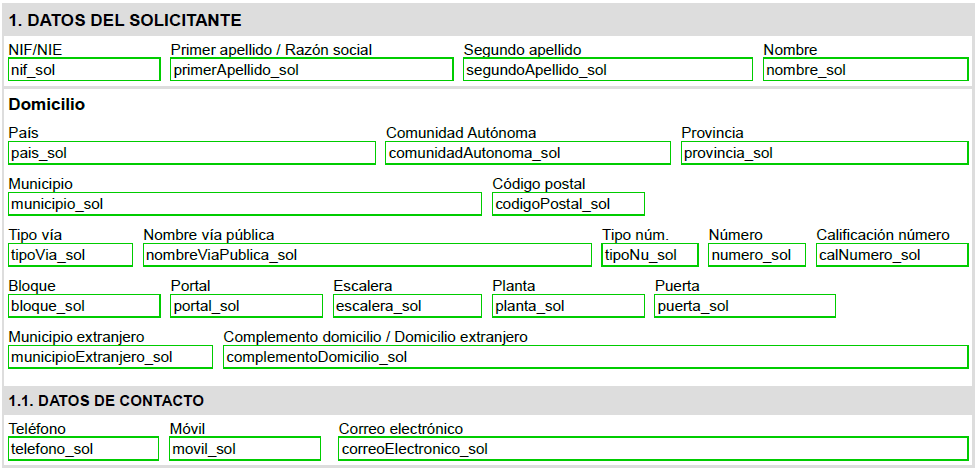 1. DATOS DEL SOLICITANTE
NIF/NIE Primer apellido / Razón social Segundo apellido Nombre
nif_sol primerApellido_sol segundoApellido_sol nombre_sol
Domicilio
País Comunidad Autónoma Provincia
pais_sol comunidadAutonoma_sol provincia_sol
Municipio Código postal
municipio_sol codigoPostal_sol
Tipo vía Nombre vía pública Tipo núm. Número Calificación número
tipoVia_sol nombreViaPublica_sol tipoNu_sol numero_sol calNumero_sol
Bloque Portal Escalera Planta Puerta
bloque_sol portal_sol escalera_sol planta_sol puerta_sol
Municipio extranjero Complemento domicilio / Domicilio extranjero
municipioExtranjero_sol complementoDomicilio_sol
1.1. DATOS DE CONTACTO
Teléfono Móvil Correo electrónico
telefono_sol movil_sol correoElectronico_sol